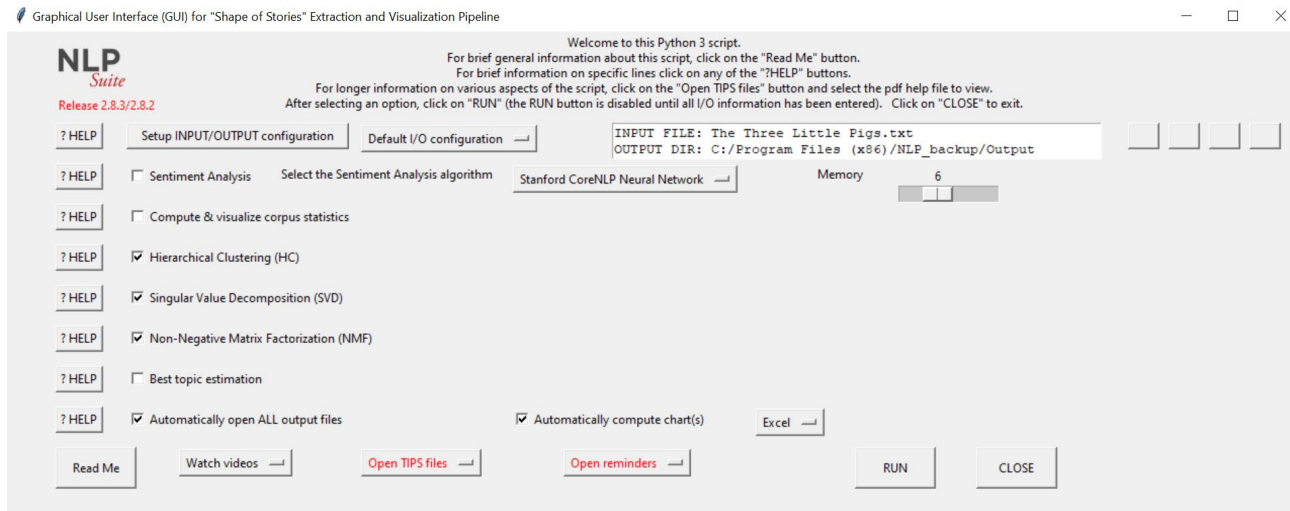 Graphical User Interface (GUI) for "Shape of Stories" Extraction and Visualization Pipeline
NLP
Suite
Release 2.8.3/2.8.2
Welcome to this Python 3 script.
For brief general information about this script, click on the "Read Me" button.
For brief information on specific lines click on any of the "?HELP" buttons.
For longer information on various aspects of the script, click on the "Open TIPS files" button and select the pdf help file to view.
After selecting an option, click on "RUN" (the RUN button is disabled until all I/O information has been entered). Click on "CLOSE" to exit.
? HELP Setup INPUT/OUTPUT configuration Default I/O configuration
INPUT FILE: The Three Little Pigs.txt
OUTPUT DIR: C:/Program Files (x86)/NLP_backup/Output
? HELP Sentiment Analysis Select the Sentiment Analysis algorithm Stanford CoreNLP Neural Network Memory 6
? HELP Compute & visualize corpus statistics
? HELP Hierarchical Clustering (HC)
? HELP Singular Value Decomposition (SVD)
? HELP Non-Negative Matrix Factorization (NMF)
? HELP Best topic estimation
? HELP Automatically open ALL output files Automatically compute chart(s) Excel
Read Me Watch videos Open TIPS files Open reminders RUN CLOSE